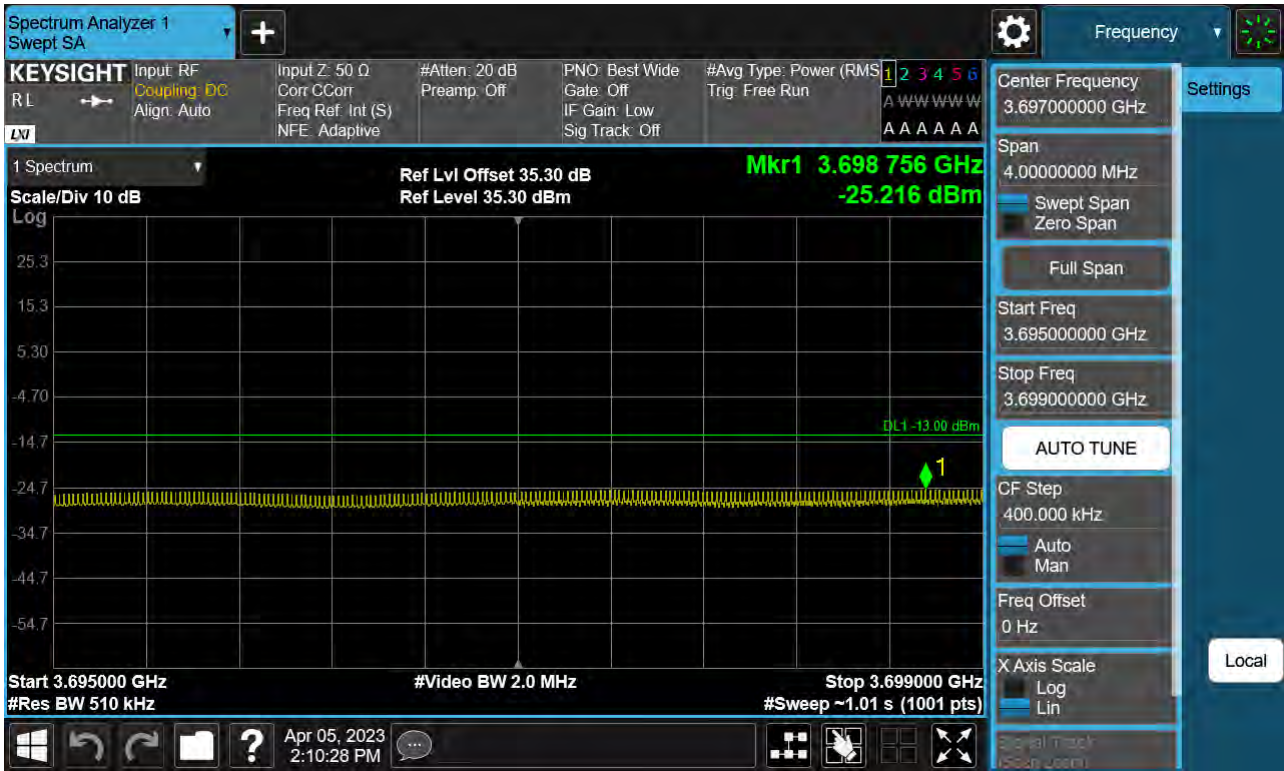 Spectrum Analyzer 1
Swept SA
+
Frequency
KEYSIGHT
RL
LXI
Input: RF
Coupling: DC
Align: Auto
Input Z: 50 Ω
Corr CCorr
Freq Ref: Int (S)
NFE: Adaptive
#Atten: 20 dB
Preamp: Off
PNO: Best Wide
Gate: Off
IF Gain: Low
Sig Track: Off
#Avg Type: Power (RMS
Trig: Free Run
1 2 3 4 5 6
A W W W W W
A A A A A A
1 Spectrum
Scale/Div 10 dB
Log
Ref Lvl Offset 35.30 dB
Ref Level 35.30 dBm
Mkr1 3.698 756 GHz
-25.216 dBm
25.3
15.3
5.30
-4.70
-14.7
-24.7
-34.7
-44.7
-54.7
DL1 -13.00 dBm
1
Start 3.695000 GHz
#Res BW 510 kHz
#Video BW 2.0 MHz
Stop 3.699000 GHz
#Sweep ~1.01 s (1001 pts)
Center Frequency
3.697000000 GHz
Span
4.00000000 MHz
Swept Span
Zero Span
Full Span
Start Freq
3.695000000 GHz
Stop Freq
3.699000000 GHz
AUTO TUNE
CF Step
400.000 kHz
Auto
Man
Freq Offset
0 Hz
X Axis Scale
Log
Lin
Signal Track
(Span Zoom)
Settings
Local
?
Apr 05, 2023
2:10:28 PM